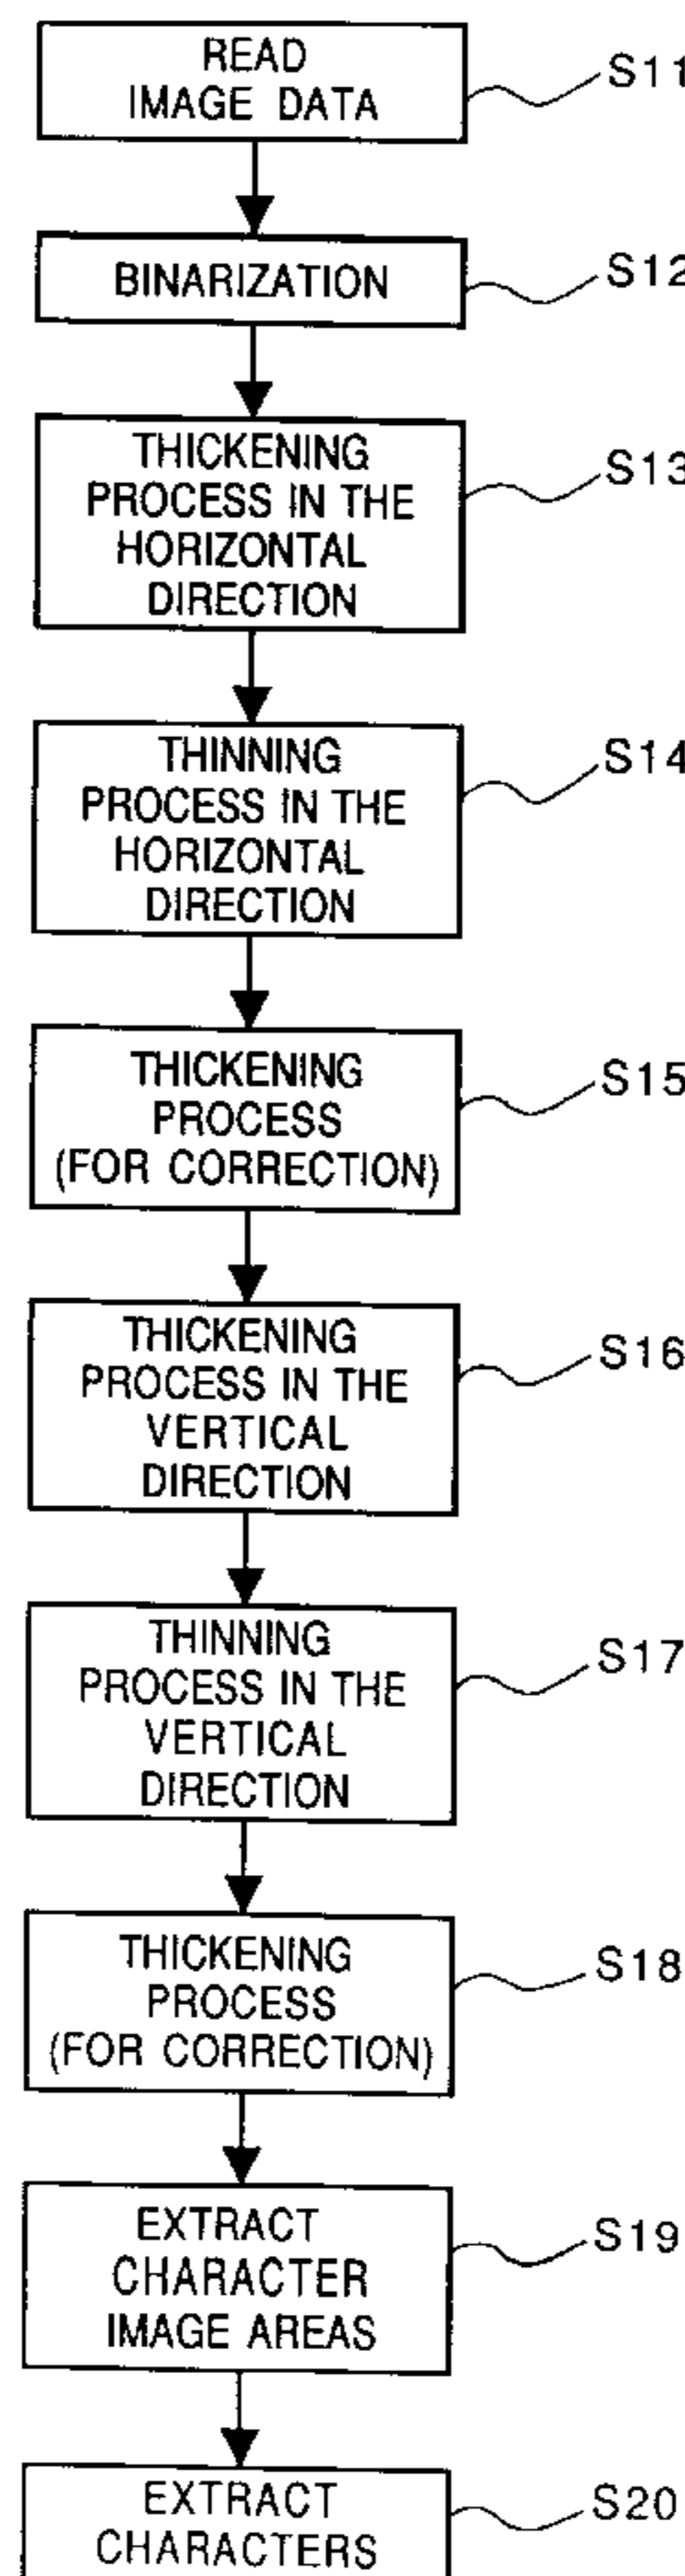 READ
IMAGE DATA
S11
BINARIZATION
S12
THICKENING
PROCESS IN THE
HORIZONTAL
DIRECTION
S13
THINNING
PROCESS IN THE
HORIZONTAL
DIRECTION
S14
THICKENING
PROCESS
(FOR CORRECTION)
S15
THICKENING
PROCESS IN THE
VERTICAL
DIRECTION
S16
THINNING
PROCESS IN THE
VERTICAL
DIRECTION
S17
THICKENING
PROCESS
(FOR CORRECTION)
S18
EXTRACT
CHARACTER
IMAGE AREAS
S19
EXTRACT
CHARACTERS
S20